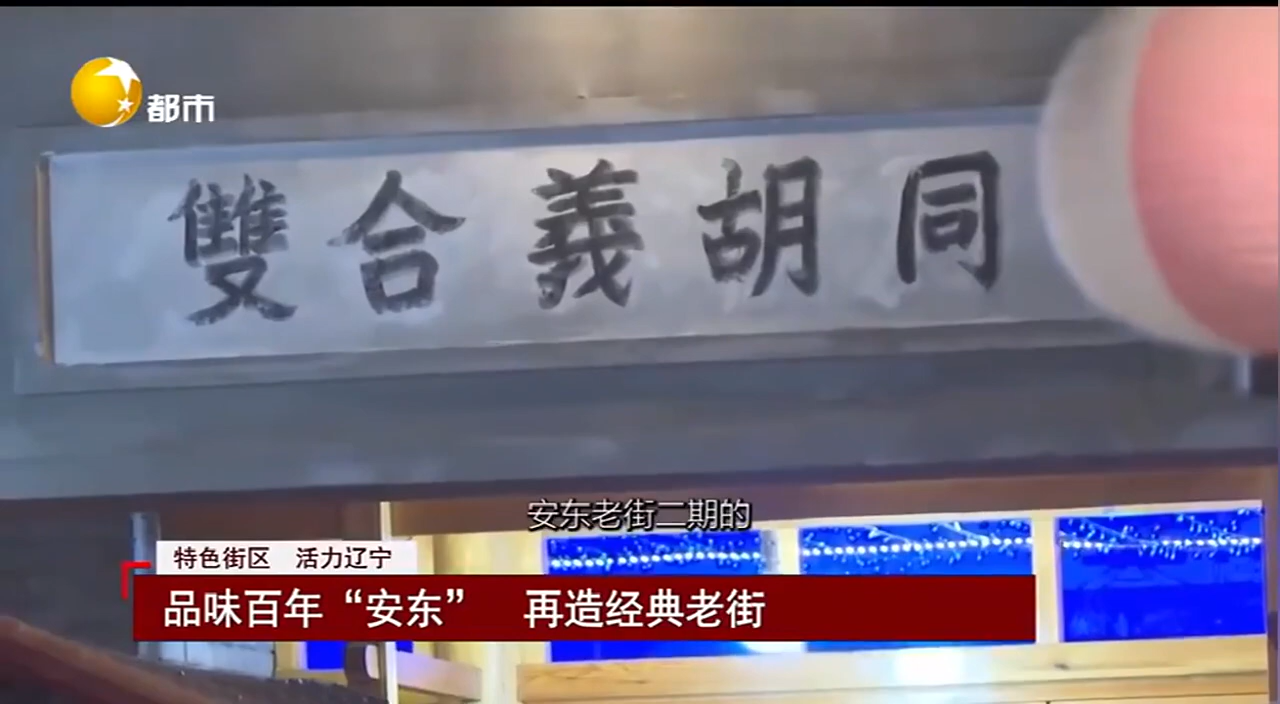 都市
雙合義胡同
安东老街二期的
特色街区 活力辽宁
品味百年“安东” 再造经典老街